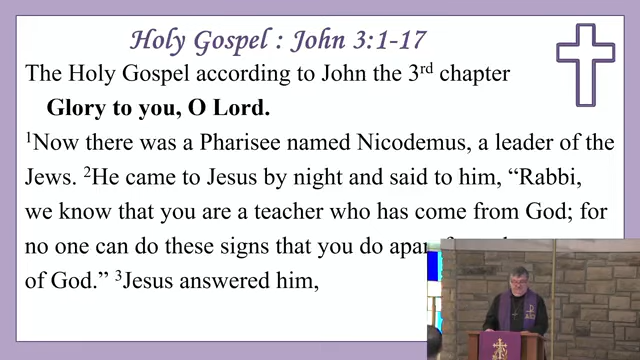 Holy Gospel : John 3:1-17
The Holy Gospel according to John the 3rd chapter
Glory to you, O Lord.
1Now there was a Pharisee named Nicodemus, a leader of the
Jews. 2He came to Jesus by night and said to him, “Rabbi,
we know that you are a teacher who has come from God; for
no one can do these signs that you do
of God.” 3Jesus answered him,